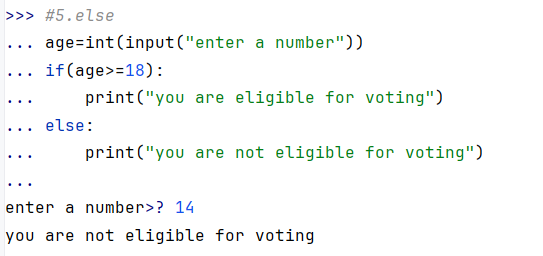 >>> #5.else
... age=int(input("enter a number"))
... if(age>=18):
...     print("you are eligible for voting")
... else:
...     print("you are not eligible for voting")
...
enter a number>? 14
you are not eligible for voting